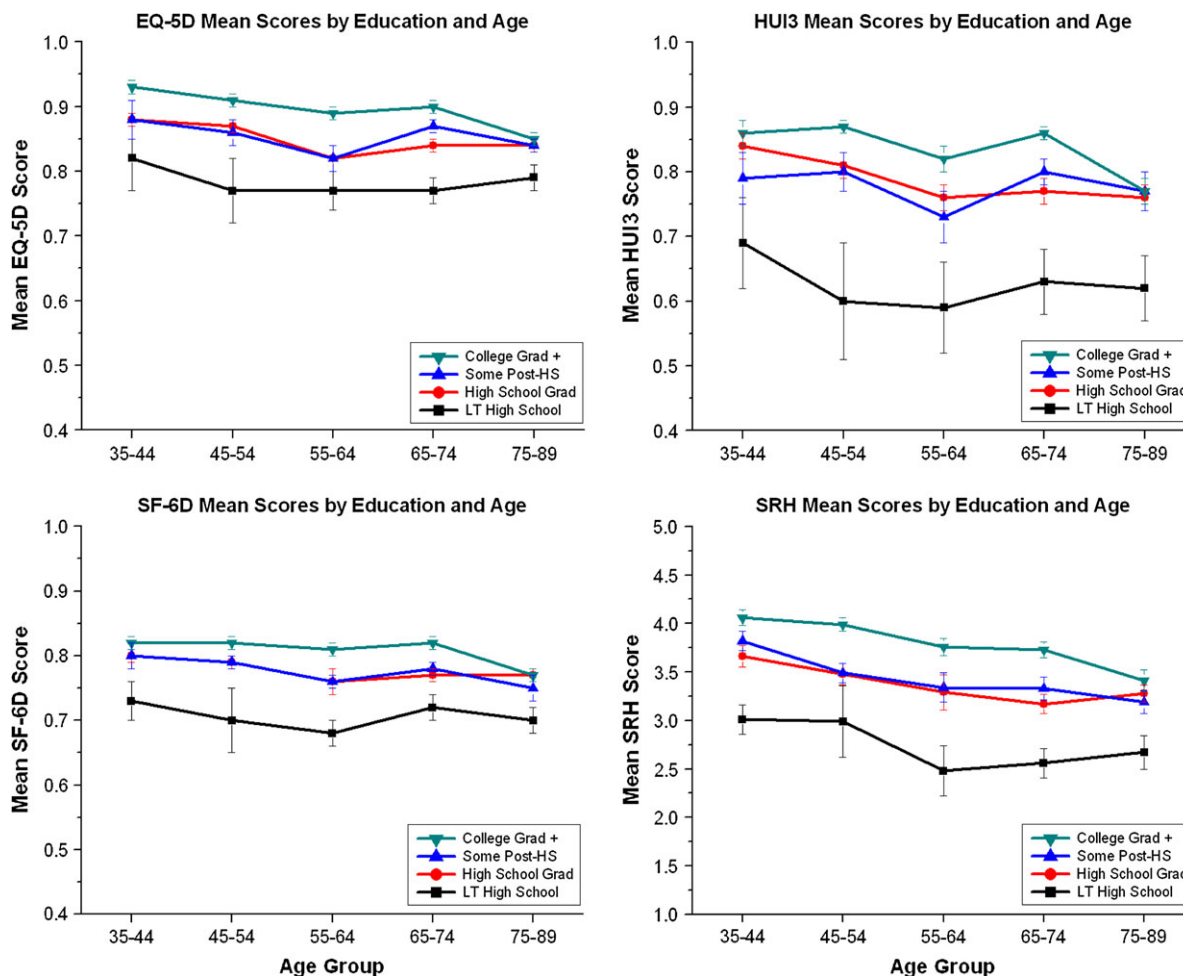 EQ-5D Mean Scores by Education and Age
Mean EQ-5D Score
1.0
0.9
0.8
0.7
0.6
0.5
0.4
35-44
45-54
55-64
65-74
75-89
College Grad +
Some Post-HS
High School Grad
LT High School
HUI3 Mean Scores by Education and Age
Mean HUI3 Score
1.0
0.9
0.8
0.7
0.6
0.5
0.4
35-44
45-54
55-64
65-74
75-89
College Grad +
Some Post-HS
High School Grad
LT High School
SF-6D Mean Scores by Education and Age
Mean SF-6D Score
1.0
0.9
0.8
0.7
0.6
0.5
0.4
35-44
45-54
55-64
65-74
75-89
Age Group
College Grad +
Some Post-HS
High School Grad
LT High School
SRH Mean Scores by Education and Age
Mean SRH Score
5.0
4.5
4.0
3.5
3.0
2.5
2.0
1.5
1.0
35-44
45-54
55-64
65-74
75-89
Age Group
College Grad +
Some Post-HS
High School Grad
LT High School